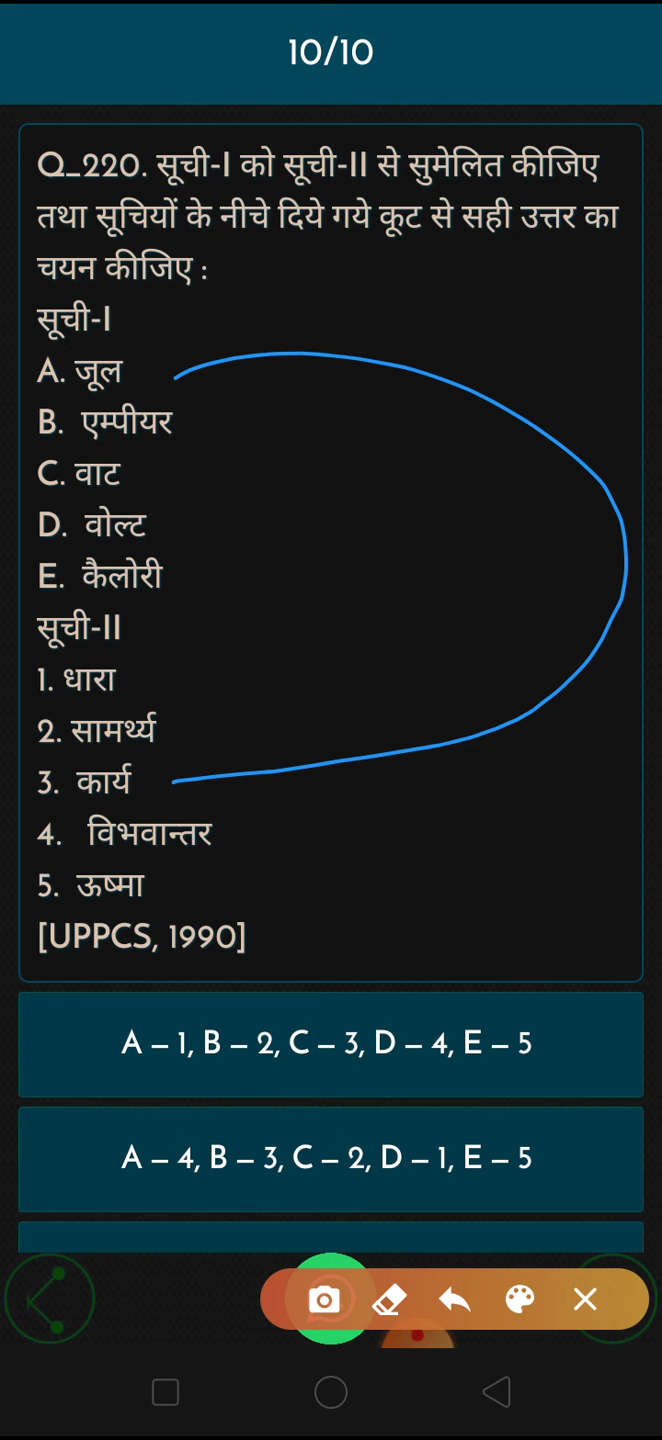 10/10
Q_220. सूची-I को सूची-II से सुमेलित कीजिए
तथा सूचियों के नीचे दिये गये कूट से सही उत्तर का
चयन कीजिए :
सूची-I
A. जूल
B. एम्पीयर
C. वाट
D. वोल्ट
E. कैलोरी
सूची-II
1. धारा
2. सामर्थ्य
3. कार्य
4. विभवान्तर
5. ऊष्मा
[UPPCS, 1990]
A – 1, B – 2, C – 3, D – 4, E – 5
A – 4, B – 3, C – 2, D – 1, E – 5